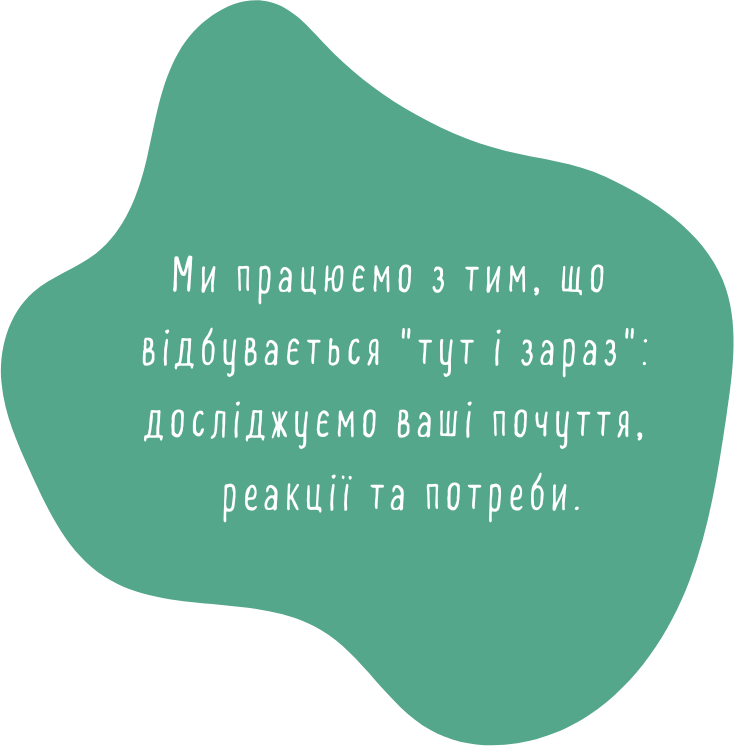 Ми працюємо з тим, що
відбувається "тут і зараз":
досліджуємо ваші почуття,
реакції та потреби.